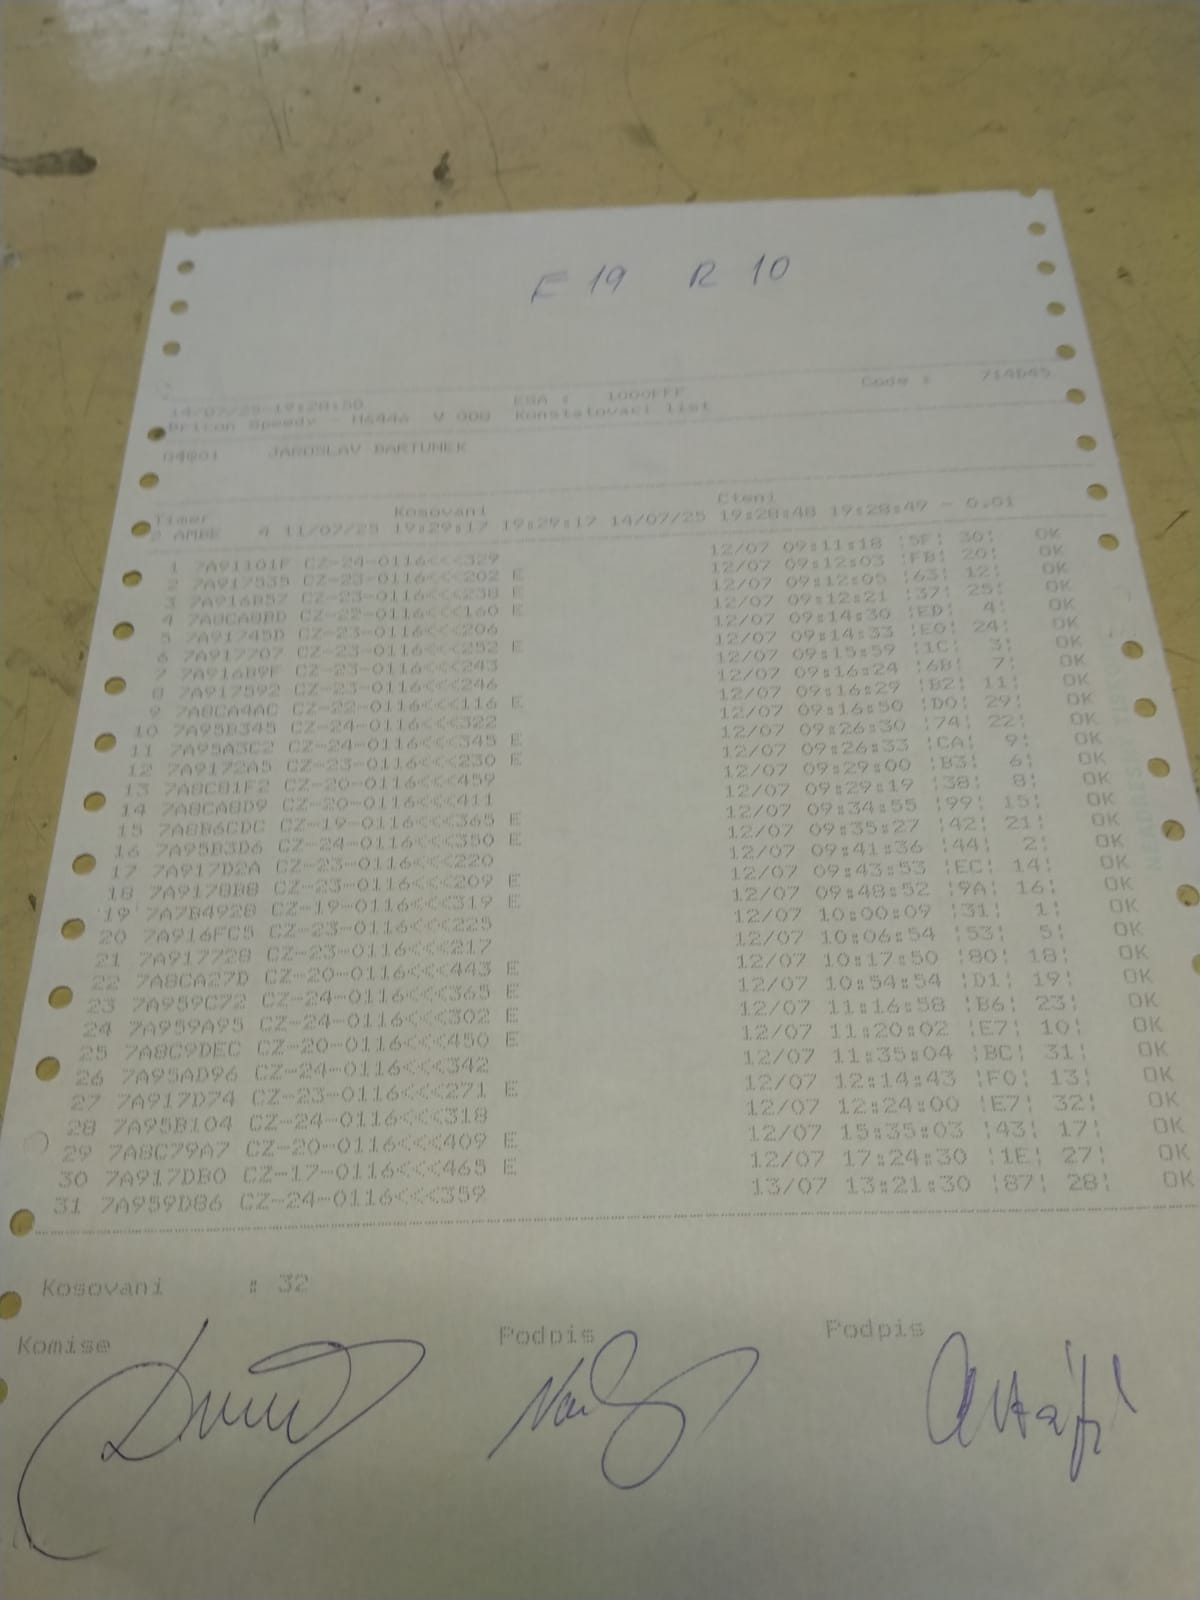 E 19 R 10
14/07/25-19:28:50 ESA : 1000FFF Code : 714D45
Bricon Speedy - H6446 V 008 Konstatovaci list
JAROSLAV BARTUNEK
Timer Kosovani Cteni
2 AMBE 4 11/07/25 19:29:17 19:29:17 14/07/25 19:28:48 19:28:49 - 0.01
1 7A91101F CZ-24-0116<<<329 12/07 09:11:18 ¦5F¦ 30¦ OK
2 7A917535 CZ-23-0116<<<202 E 12/07 09:12:03 ¦FB¦ 20¦ OK
3 7A916B57 CZ-23-0116<<<238 E 12/07 09:12:05 ¦63¦ 12¦ OK
4 7A8CA8BD CZ-22-0116<<<160 E 12/07 09:12:21 ¦37¦ 25¦ OK
5 7A91745D CZ-23-0116<<<206 12/07 09:14:30 ¦ED¦ 4¦ OK
6 7A917707 CZ-23-0116<<<252 E 12/07 09:14:33 ¦E0¦ 24¦ OK
7 7A916B9F CZ-23-0116<<<243 12/07 09:15:59 ¦1C¦ 3¦ OK
8 7A917592 CZ-23-0116<<<246 12/07 09:16:24 ¦6B¦ 7¦ OK
9 7A8CA4AC CZ-22-0116<<<116 E 12/07 09:16:29 ¦B2¦ 11¦ OK
10 7A95B345 CZ-24-0116<<<322 12/07 09:16:50 ¦D0¦ 29¦ OK
11 7A95A3C2 CZ-24-0116<<<345 E 12/07 09:26:30 ¦74¦ 22¦ OK
12 7A9172A5 CZ-23-0116<<<230 E 12/07 09:26:33 ¦CA¦ 9¦ OK
13 7A8C81F2 CZ-20-0116<<<459 12/07 09:29:00 ¦B3¦ 6¦ OK
14 7A8CA8D9 CZ-20-0116<<<411 12/07 09:29:19 ¦38¦ 8¦ OK
15 7A8B6CDC CZ-19-0116<<<365 E 12/07 09:34:55 ¦99¦ 15¦ OK
16 7A95B3D6 CZ-24-0116<<<350 E 12/07 09:35:27 ¦42¦ 21¦ OK
17 7A917D2A CZ-23-0116<<<220 12/07 09:41:36 ¦44¦ 2¦ OK
18 7A9178B8 CZ-23-0116<<<209 E 12/07 09:43:53 ¦EC¦ 14¦ OK
19 7A7B4928 CZ-19-0116<<<319 E 12/07 09:48:52 ¦9A¦ 16¦ OK
20 7A916FC5 CZ-23-0116<<<225 12/07 10:00:09 ¦31¦ 1¦ OK
21 7A917728 CZ-23-0116<<<217 12/07 10:06:54 ¦53¦ 5¦ OK
22 7A8CA27D CZ-20-0116<<<443 E 12/07 10:17:50 ¦80¦ 18¦ OK
23 7A959C72 CZ-24-0116<<<365 E 12/07 10:54:54 ¦D1¦ 19¦ OK
24 7A959A95 CZ-24-0116<<<302 E 12/07 11:16:58 ¦B6¦ 23¦ OK
25 7A8C9DEC CZ-20-0116<<<450 E 12/07 11:20:02 ¦E7¦ 10¦ OK
26 7A95AD96 CZ-24-0116<<<342 12/07 11:35:04 ¦BC¦ 31¦ OK
27 7A917D74 CZ-23-0116<<<271 E 12/07 12:14:43 ¦F0¦ 13¦ OK
28 7A95B104 CZ-24-0116<<<318 12/07 12:24:00 ¦E7¦ 32¦ OK
29 7A8C79A7 CZ-20-0116<<<409 E 12/07 15:35:03 ¦43¦ 17¦ OK
30 7A917DB0 CZ-17-0116<<<465 E 12/07 17:24:30 ¦1E¦ 27¦ OK
31 7A959D86 CZ-24-0116<<<359 13/07 13:21:30 ¦87¦ 28¦ OK
Kosovani : 32
Komise Podpis Podpis